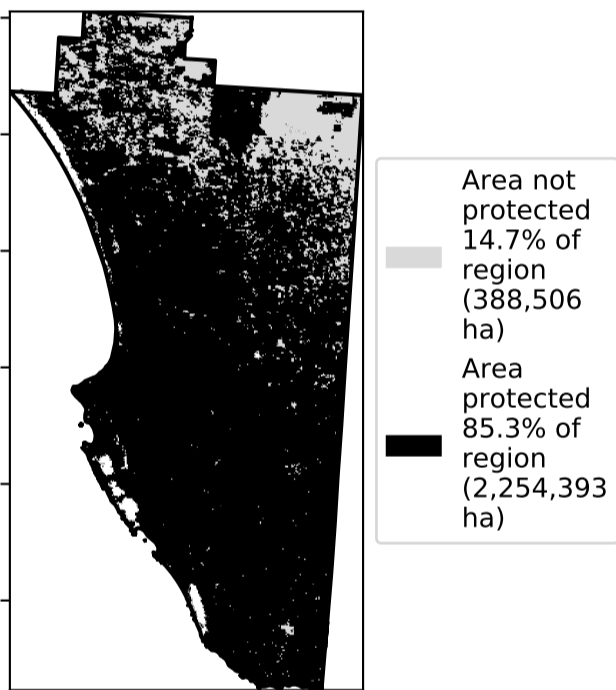 Area not
protected
14.7% of
region
(388,506
ha)
Area
protected
85.3% of
region
(2,254,393
ha)